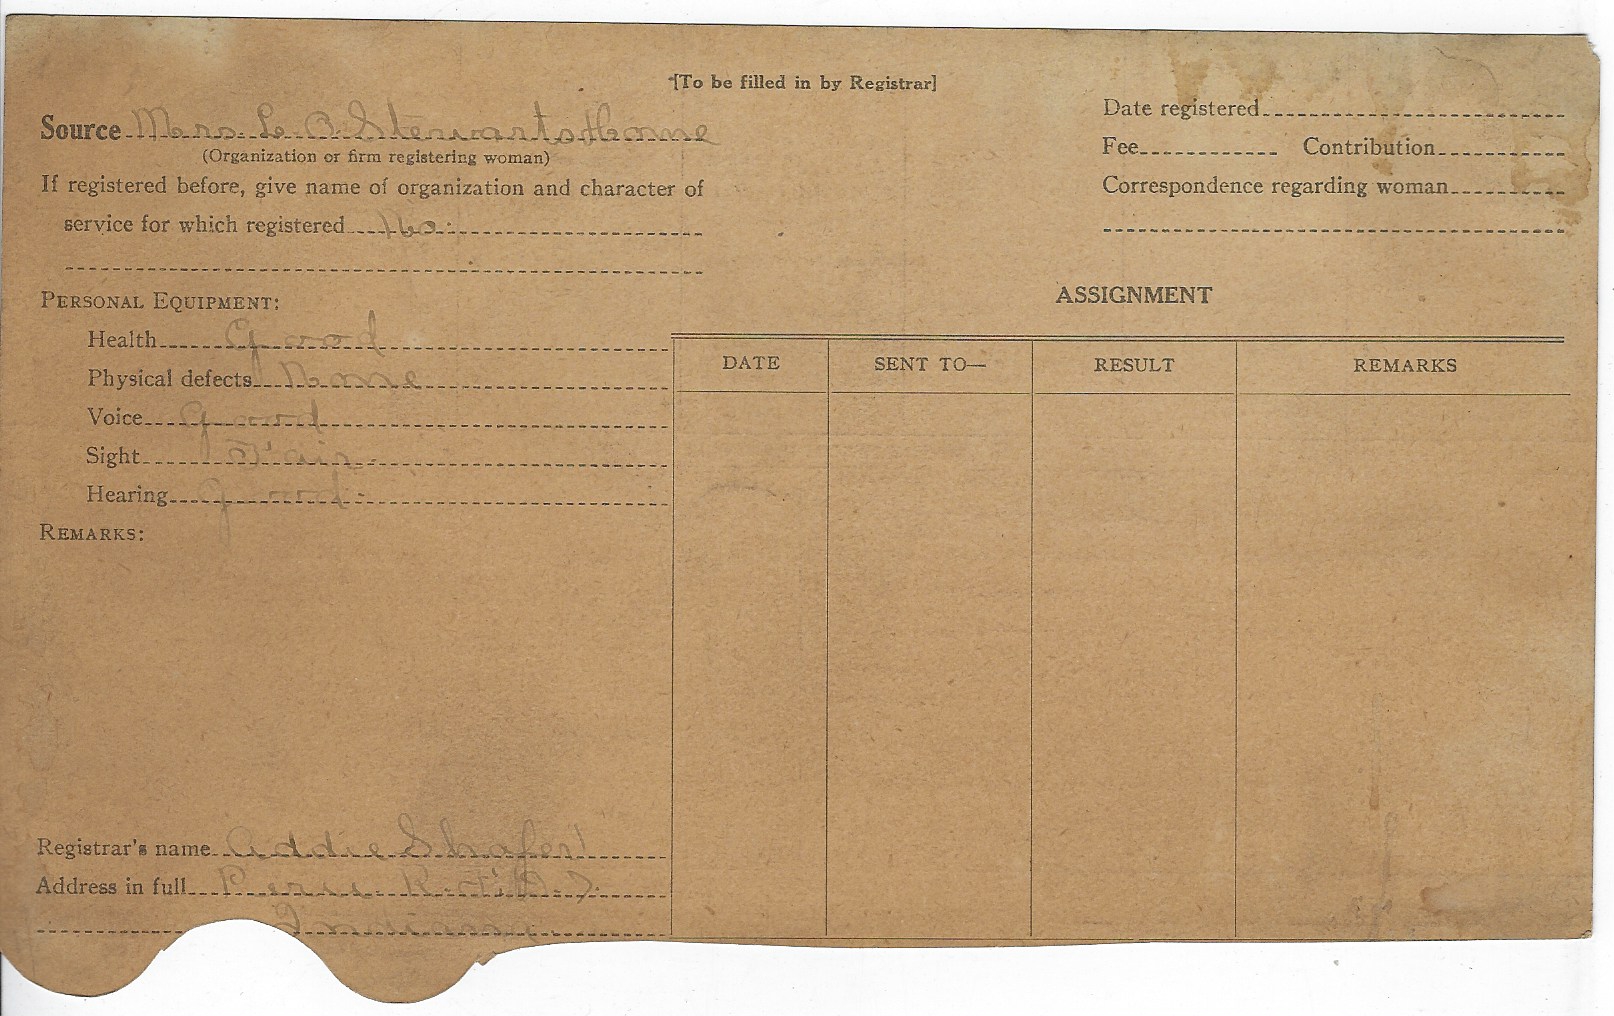 [To be filled in by Registrar]
Source Mrs. L. B. Stewarts Home
(Organization or firm registering woman)
If registered before, give name of organization and character of
service for which registered No.
PERSONAL EQUIPMENT:
Health good
Physical defects None
Voice good
Sight Fair
Hearing good
REMARKS:
Registrar's name Addie Shafer
Address in full Peru R. F. D. 7.
Indiana
Date registered
Fee Contribution
Correspondence regarding woman
ASSIGNMENT
DATE SENT TO— RESULT REMARKS